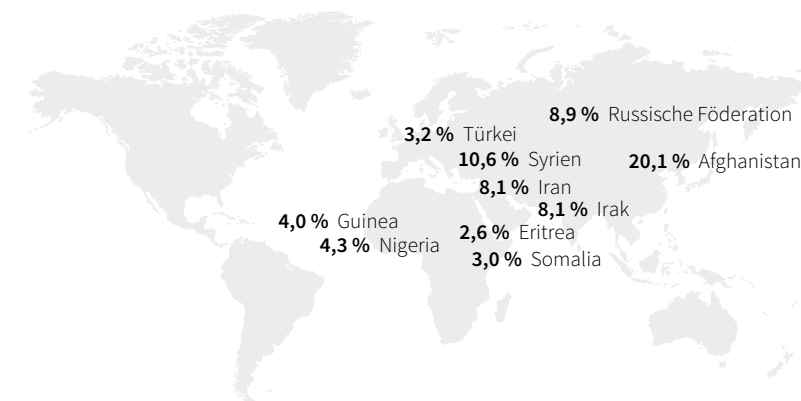 8,9 % Russische Föderation
3,2 % Türkei
10,6 % Syrien
20,1 % Afghanistan
8,1 % Iran
8,1 % Irak
4,0 % Guinea
2,6 % Eritrea
4,3 % Nigeria
3,0 % Somalia